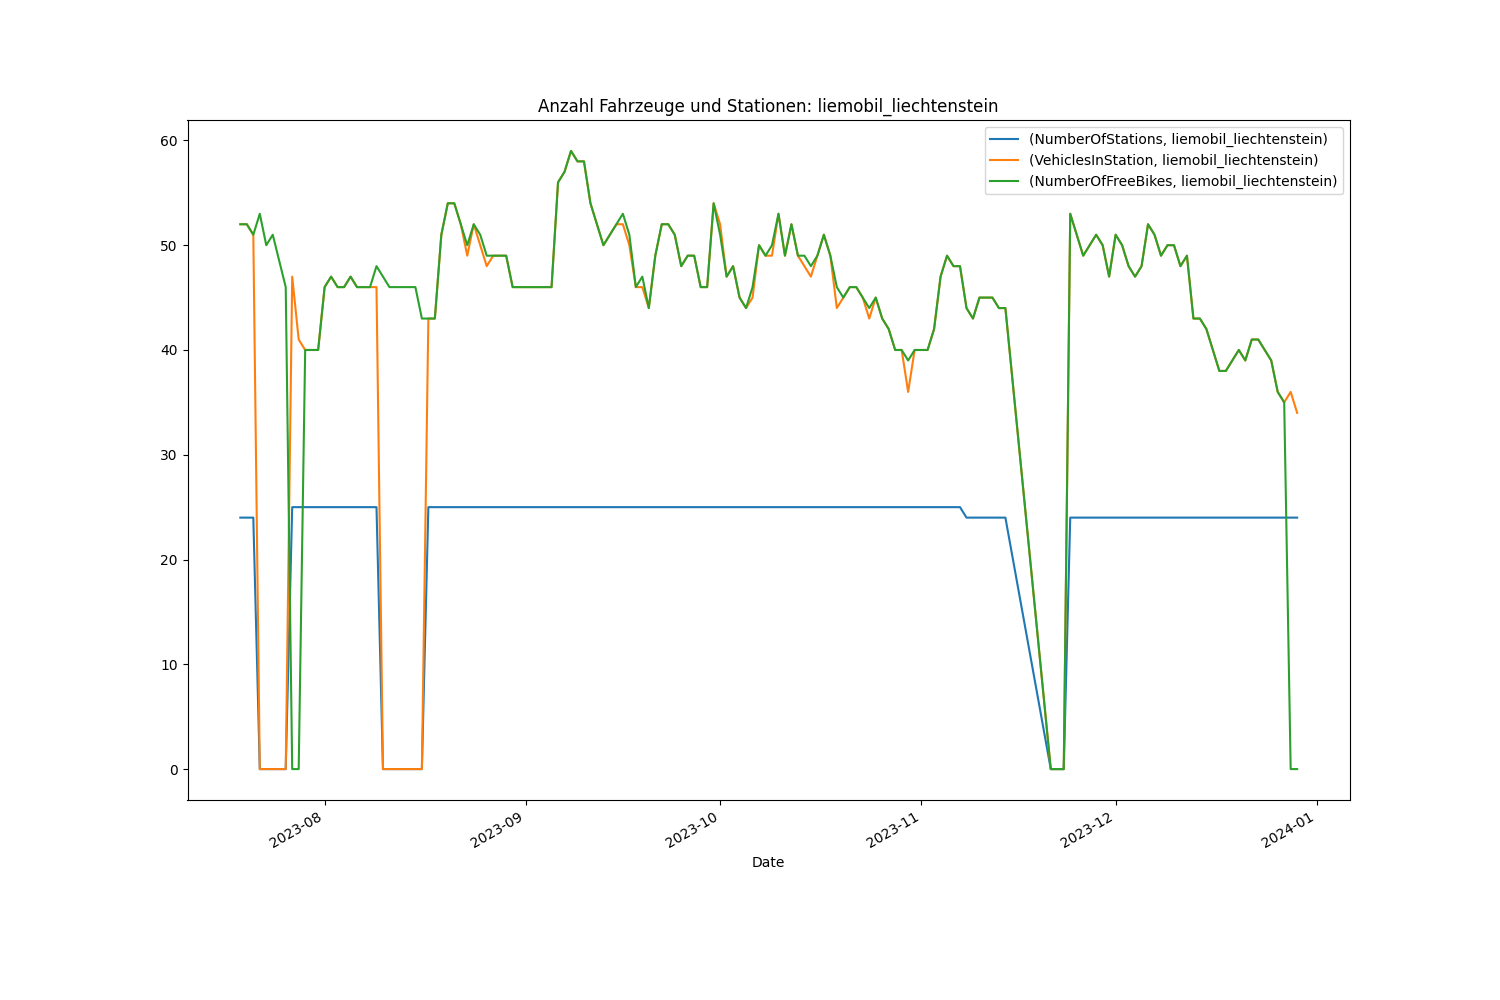 Anzahl Fahrzeuge und Stationen: liemobil_liechtenstein
(NumberOfStations, liemobil_liechtenstein)
(VehiclesInStation, liemobil_liechtenstein)
(NumberOfFreeBikes, liemobil_liechtenstein)
60
50
40
30
20
10
0
2023-08
2023-09
2023-10
2023-11
2023-12
2024-01
Date